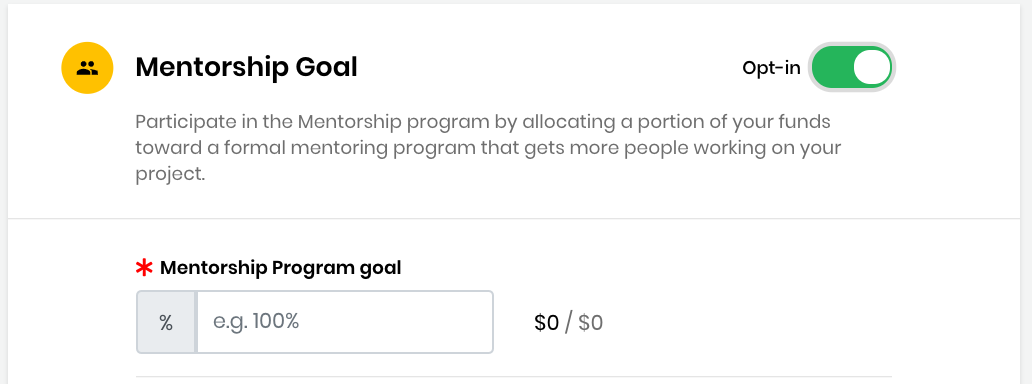 Mentorship Goal
Opt-in
Participate in the Mentorship program by allocating a portion of your funds
toward a formal mentoring program that gets more people working on your
project.
* Mentorship Program goal
% e.g. 100%
$0 / $0